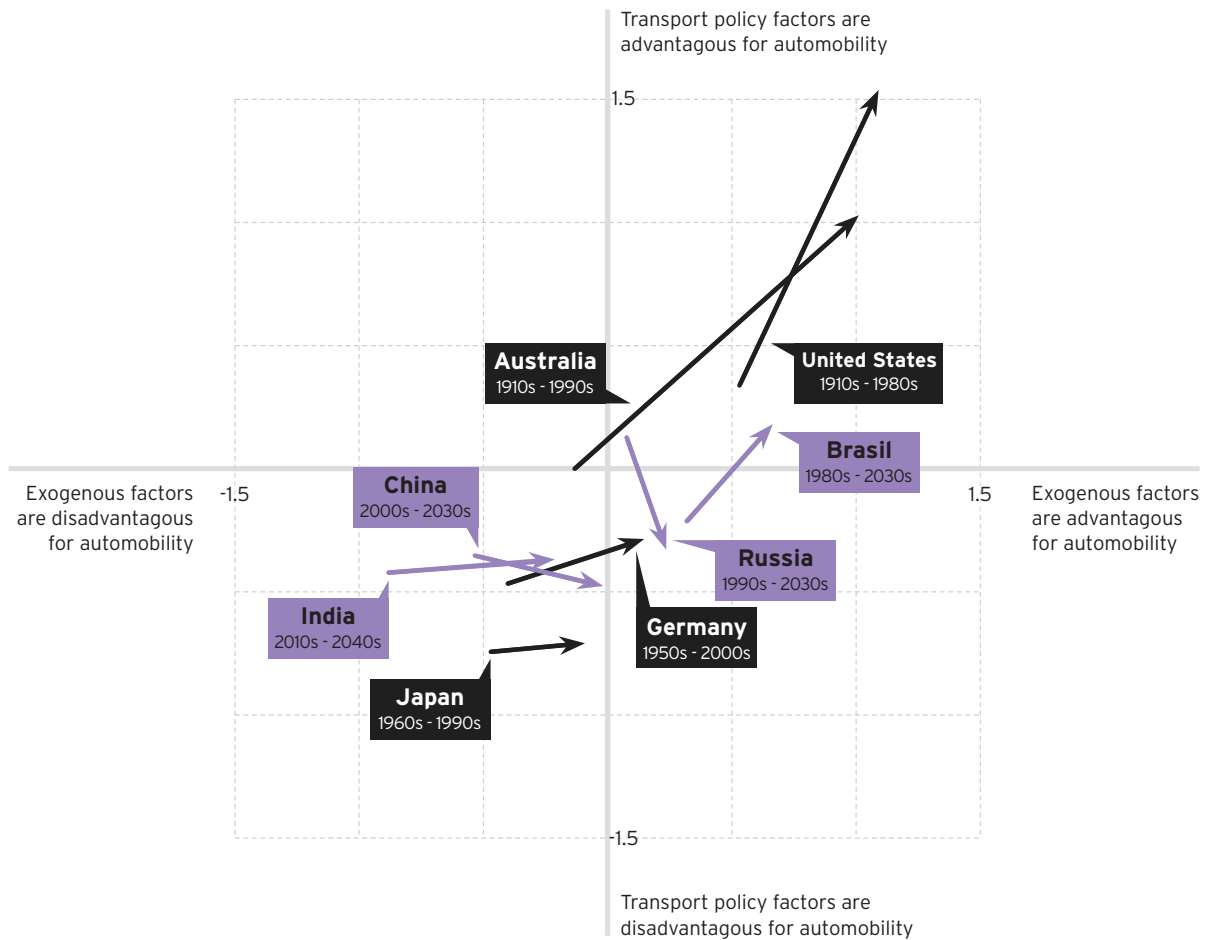 Transport policy factors are
advantagous for automobility
1.5
Australia
1910s - 1990s
United States
1910s - 1980s
Brasil
1980s - 2030s
China
2000s - 2030s
Exogenous factors
are disadvantagous
for automobility
-1.5
1.5
Exogenous factors
are advantagous
for automobility
Russia
1990s - 2030s
India
2010s - 2040s
Germany
1950s - 2000s
Japan
1960s - 1990s
-1.5
Transport policy factors are
disadvantagous for automobility